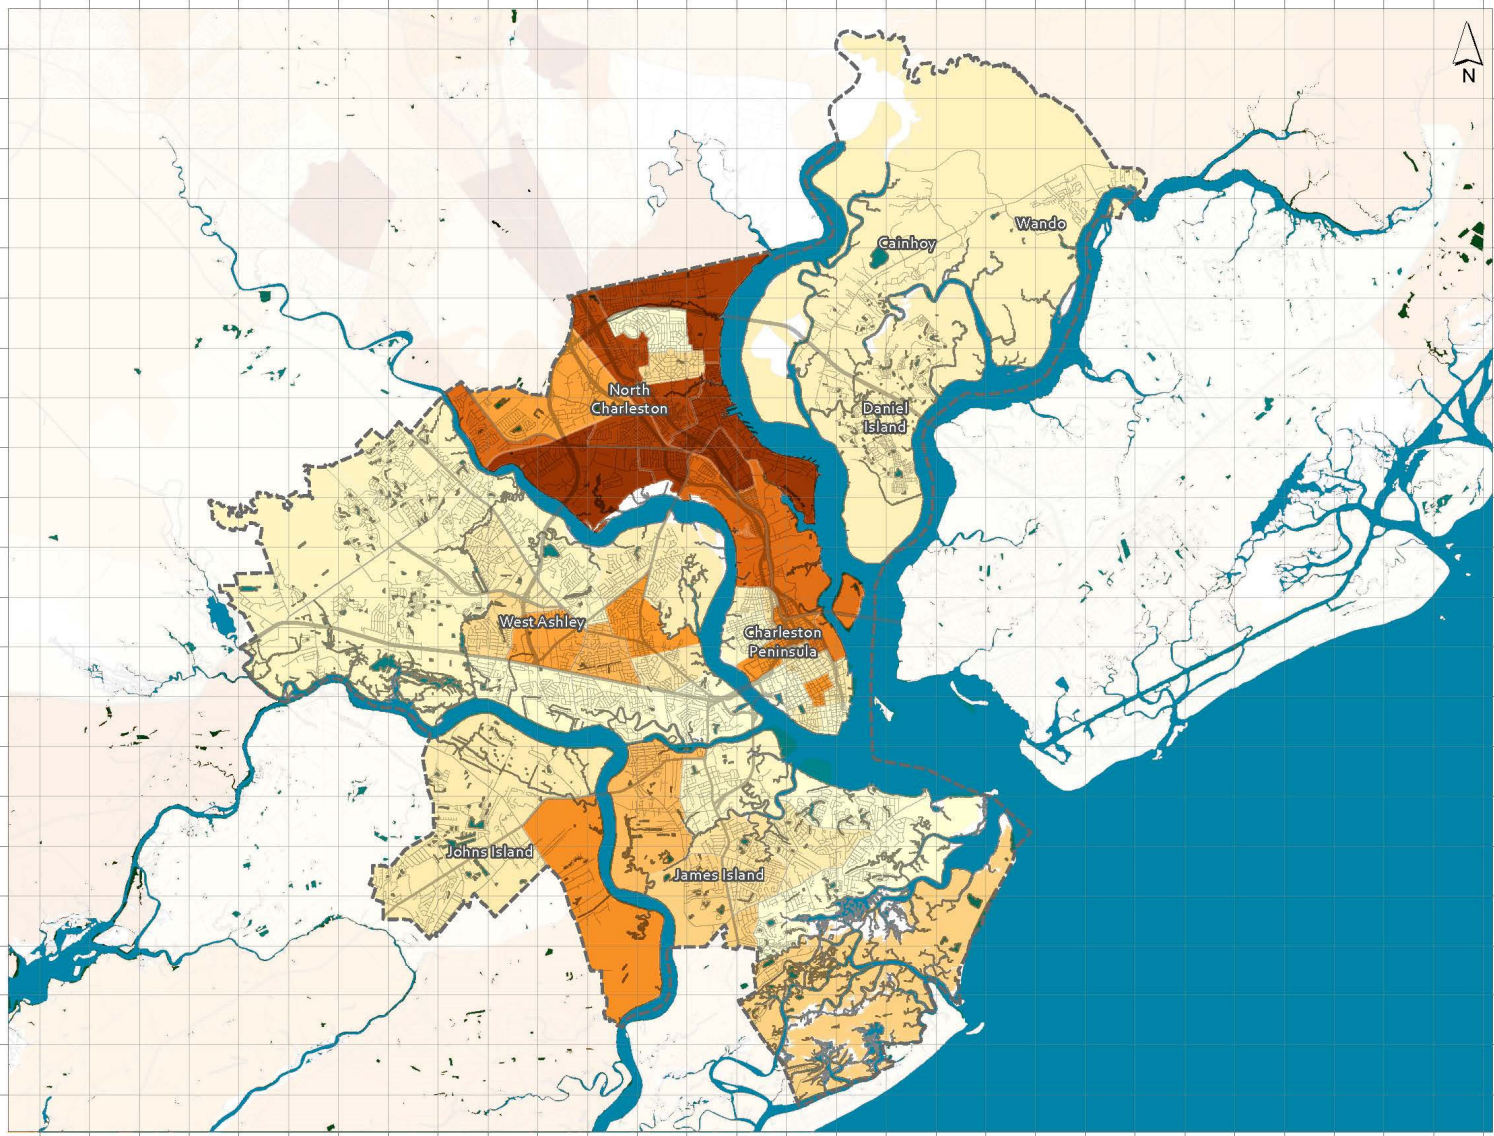 N
Wando
Cainhoy
North
Charleston
Daniel
Island
West Ashley
Charleston
Peninsula
Johns Island
James Island